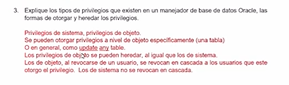 3. Explique los tipos de privilegios que existen en un manejador de base de datos Oracle, las
formas de otorgar y heredar los privilegios.
Privilegios de sistema, privilegios de objeto.
Se pueden otorgar privilegios a nivel de objeto específicamente (una tabla)
O en general, como update any table.
Los privilegios de objeto se pueden heredar, al igual que los de sistema.
Los de objeto, al revocarse de un usuario, se revocan en cascada a los usuarios que este
otorgo el privilegio. Los de sistema no se revocan en cascada.